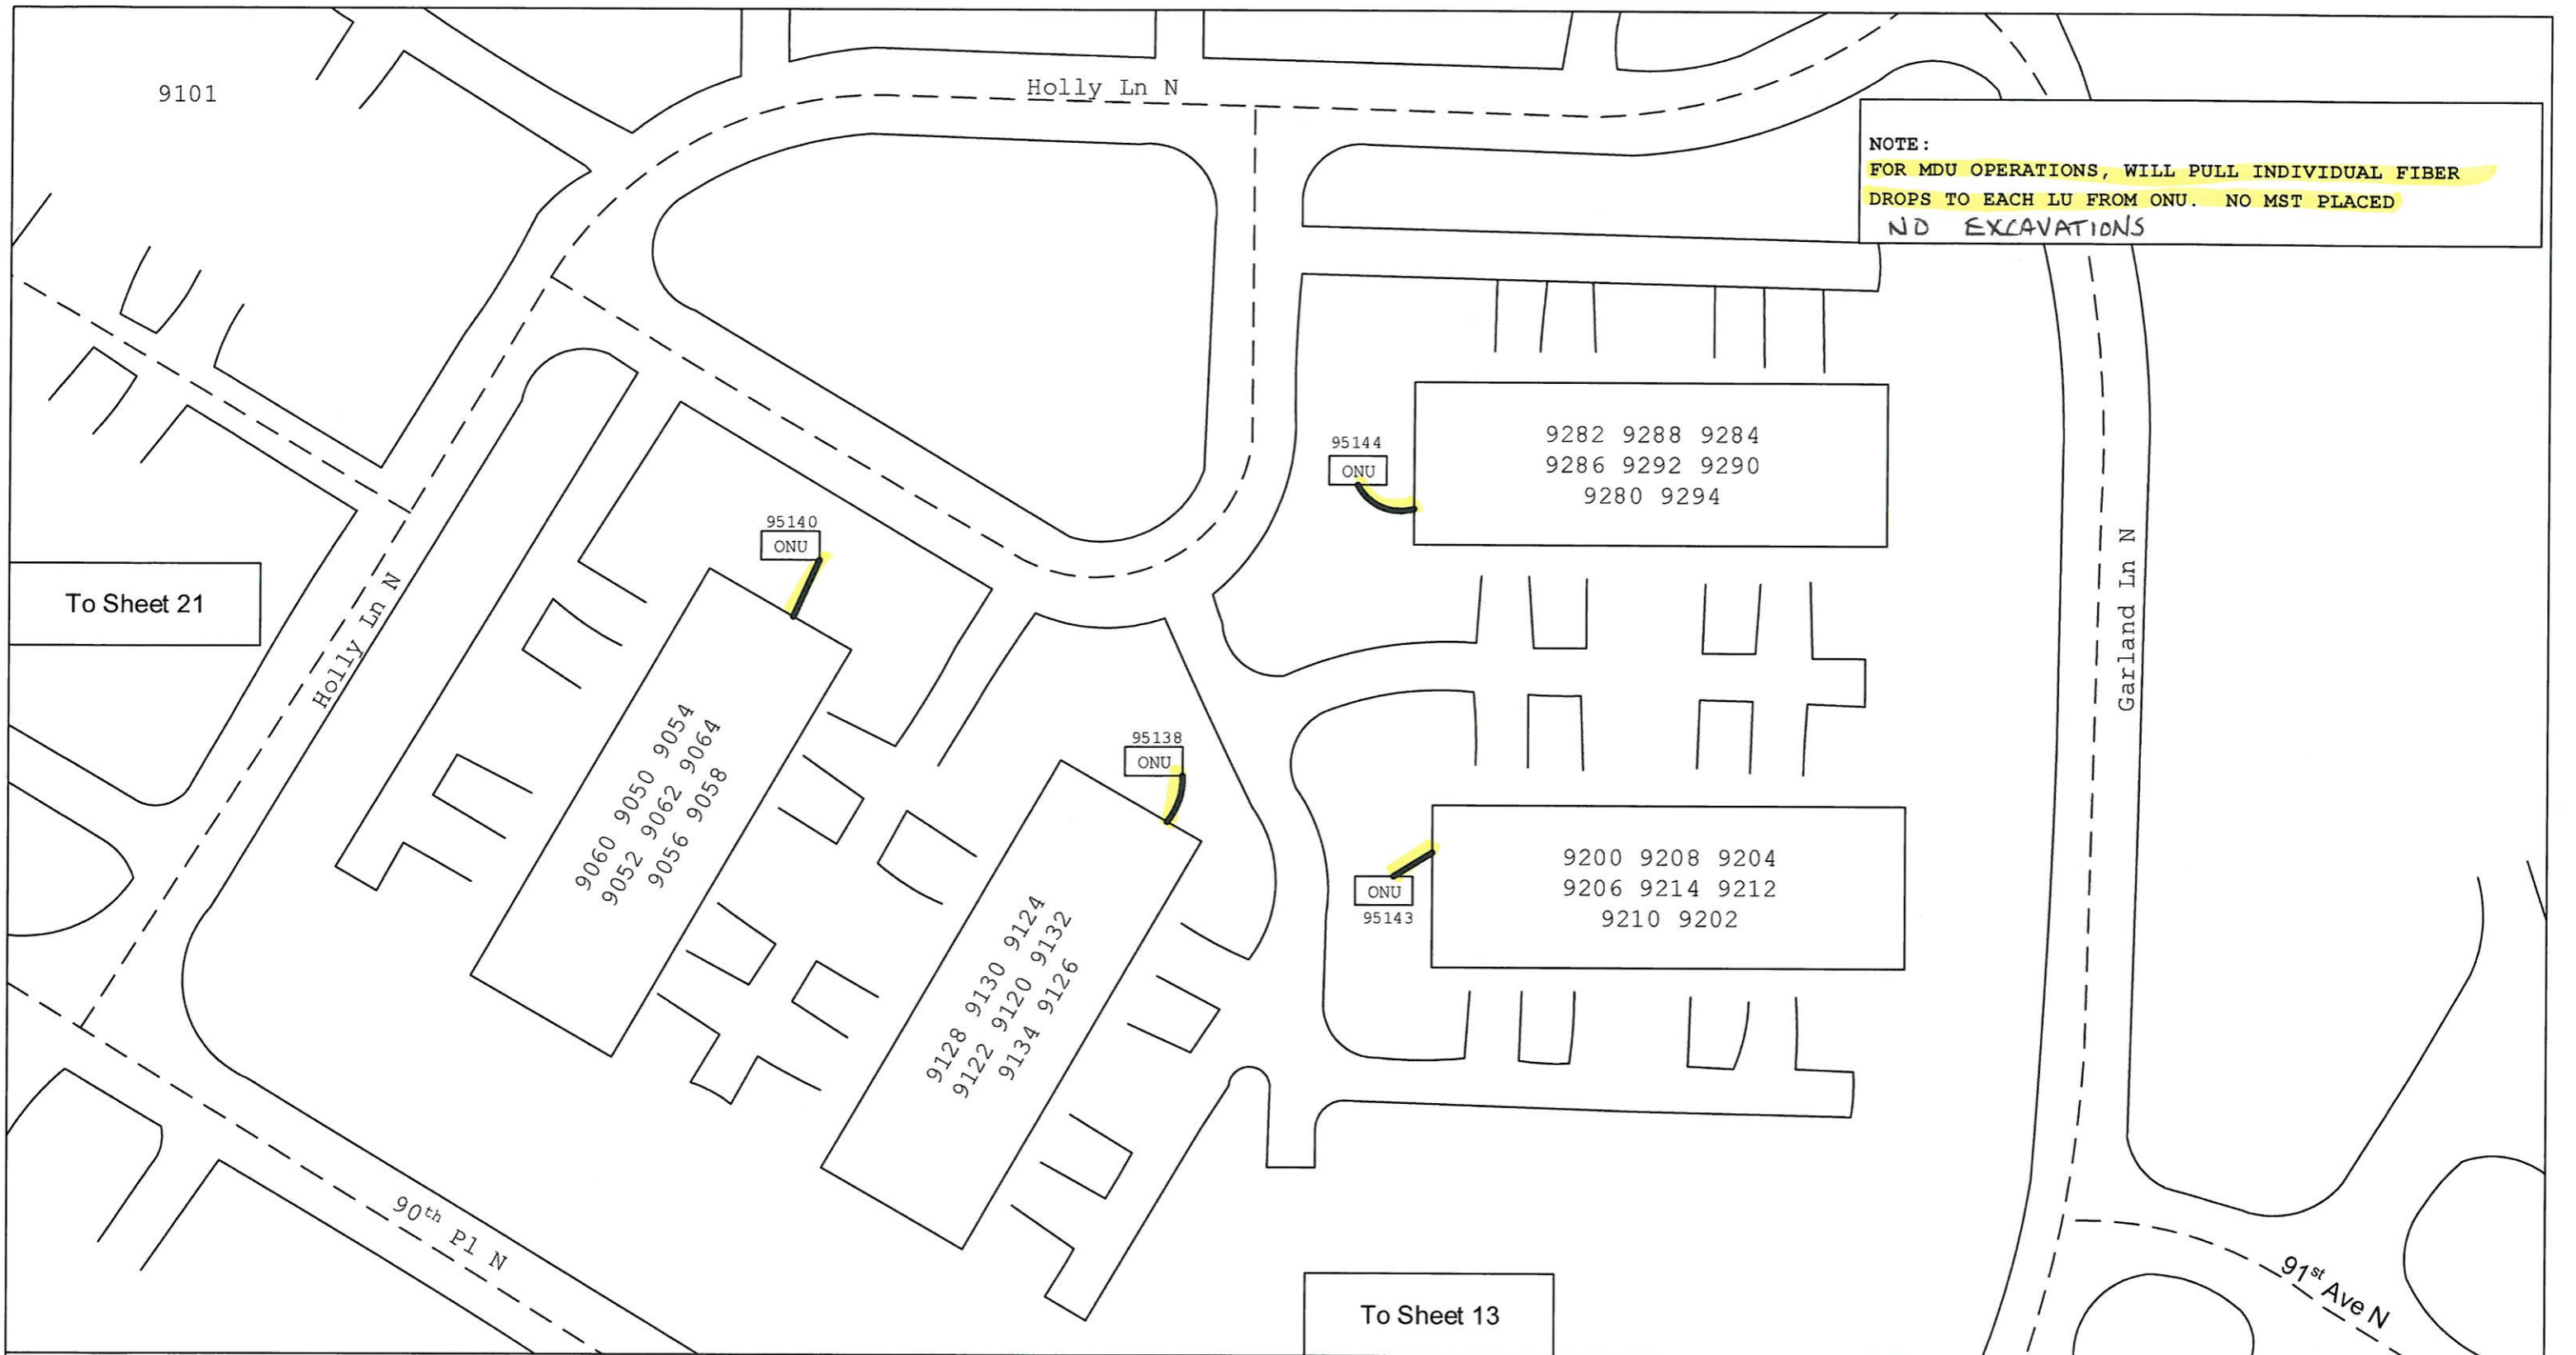 Holly Ln N
9101
NOTE:
FOR MDU OPERATIONS, WILL PULL INDIVIDUAL FIBER
DROPS TO EACH LU FROM ONU. NO MST PLACED
NO EXCAVATIONS
95144
ONU
9282 9288 9284
9286 9292 9290
9280 9294
95140
ONU
To Sheet 21
Holly Ln N
Garland Ln N
9060 9050 9054
9052 9062 9064
9056 9058
95138
ONU
9200 9208 9204
9206 9214 9212
9210 9202
ONU
95143
9128 9130 9124
9122 9120 9132
9134 9126
90th Pl N
To Sheet 13
91st Ave N